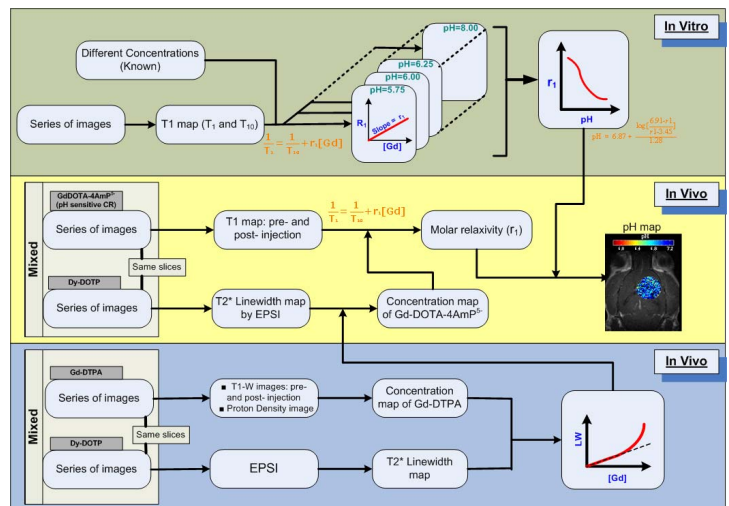 In Vitro
Different Concentrations
(Known)
Series of images
T1 map (T₁ and T₁₀)
1/T₁ = 1/T₁₀ + r₁[Gd]
pH=8.00
pH=6.25
pH=6.00
pH=5.75
R₁
Slope = r₁
[Gd]
r₁
pH
In Vivo
Mixed
GdDOTA-4AmP⁵⁻
(pH sensitive CR)
Series of images
Same slices
Dy-DOTP
Series of images
T1 map: pre- and
post- injection
1/T₁ = 1/T₁₀ + r₁[Gd]
Molar relaxivity (r₁)
T2* Linewidth map
by EPSI
Concentration map
of Gd-DOTA-4AmP⁵⁻
pH map
pH
7.2
In Vivo
Mixed
Gd-DTPA
Series of images
Same slices
Dy-DOTP
Series of images
▪ T1-W images: pre-
and post- injection
▪ Proton Density image
Concentration
map of Gd-DTPA
EPSI
T2* Linewidth
map
LW
[Gd]